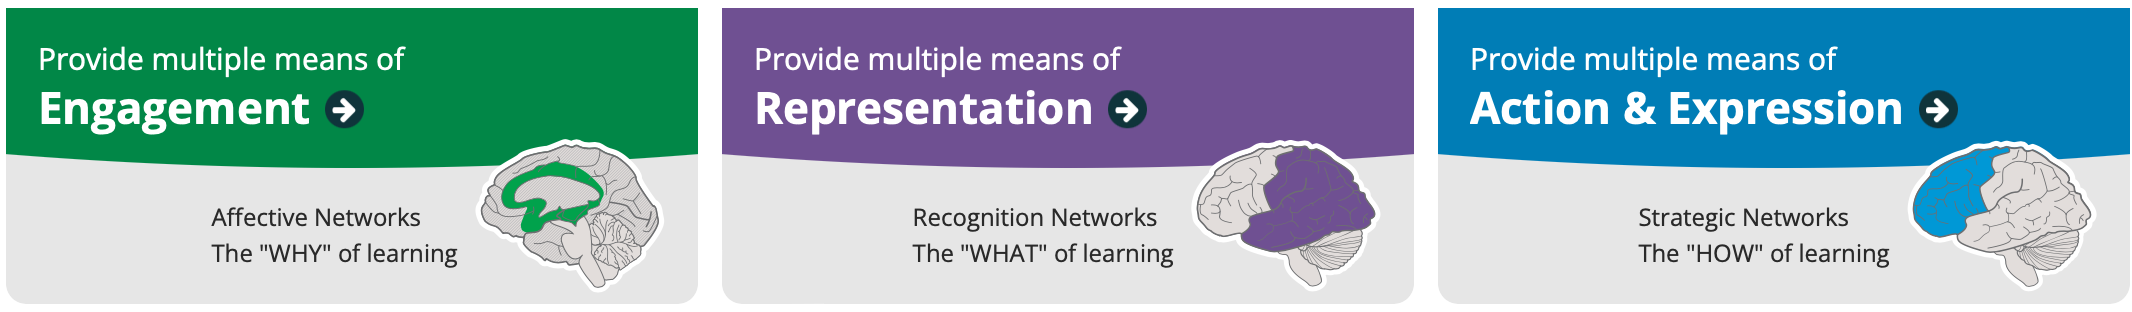 Provide multiple means of
Engagement
Affective Networks
The "WHY" of learning
Provide multiple means of
Representation
Recognition Networks
The "WHAT" of learning
Provide multiple means of
Action & Expression
Strategic Networks
The "HOW" of learning